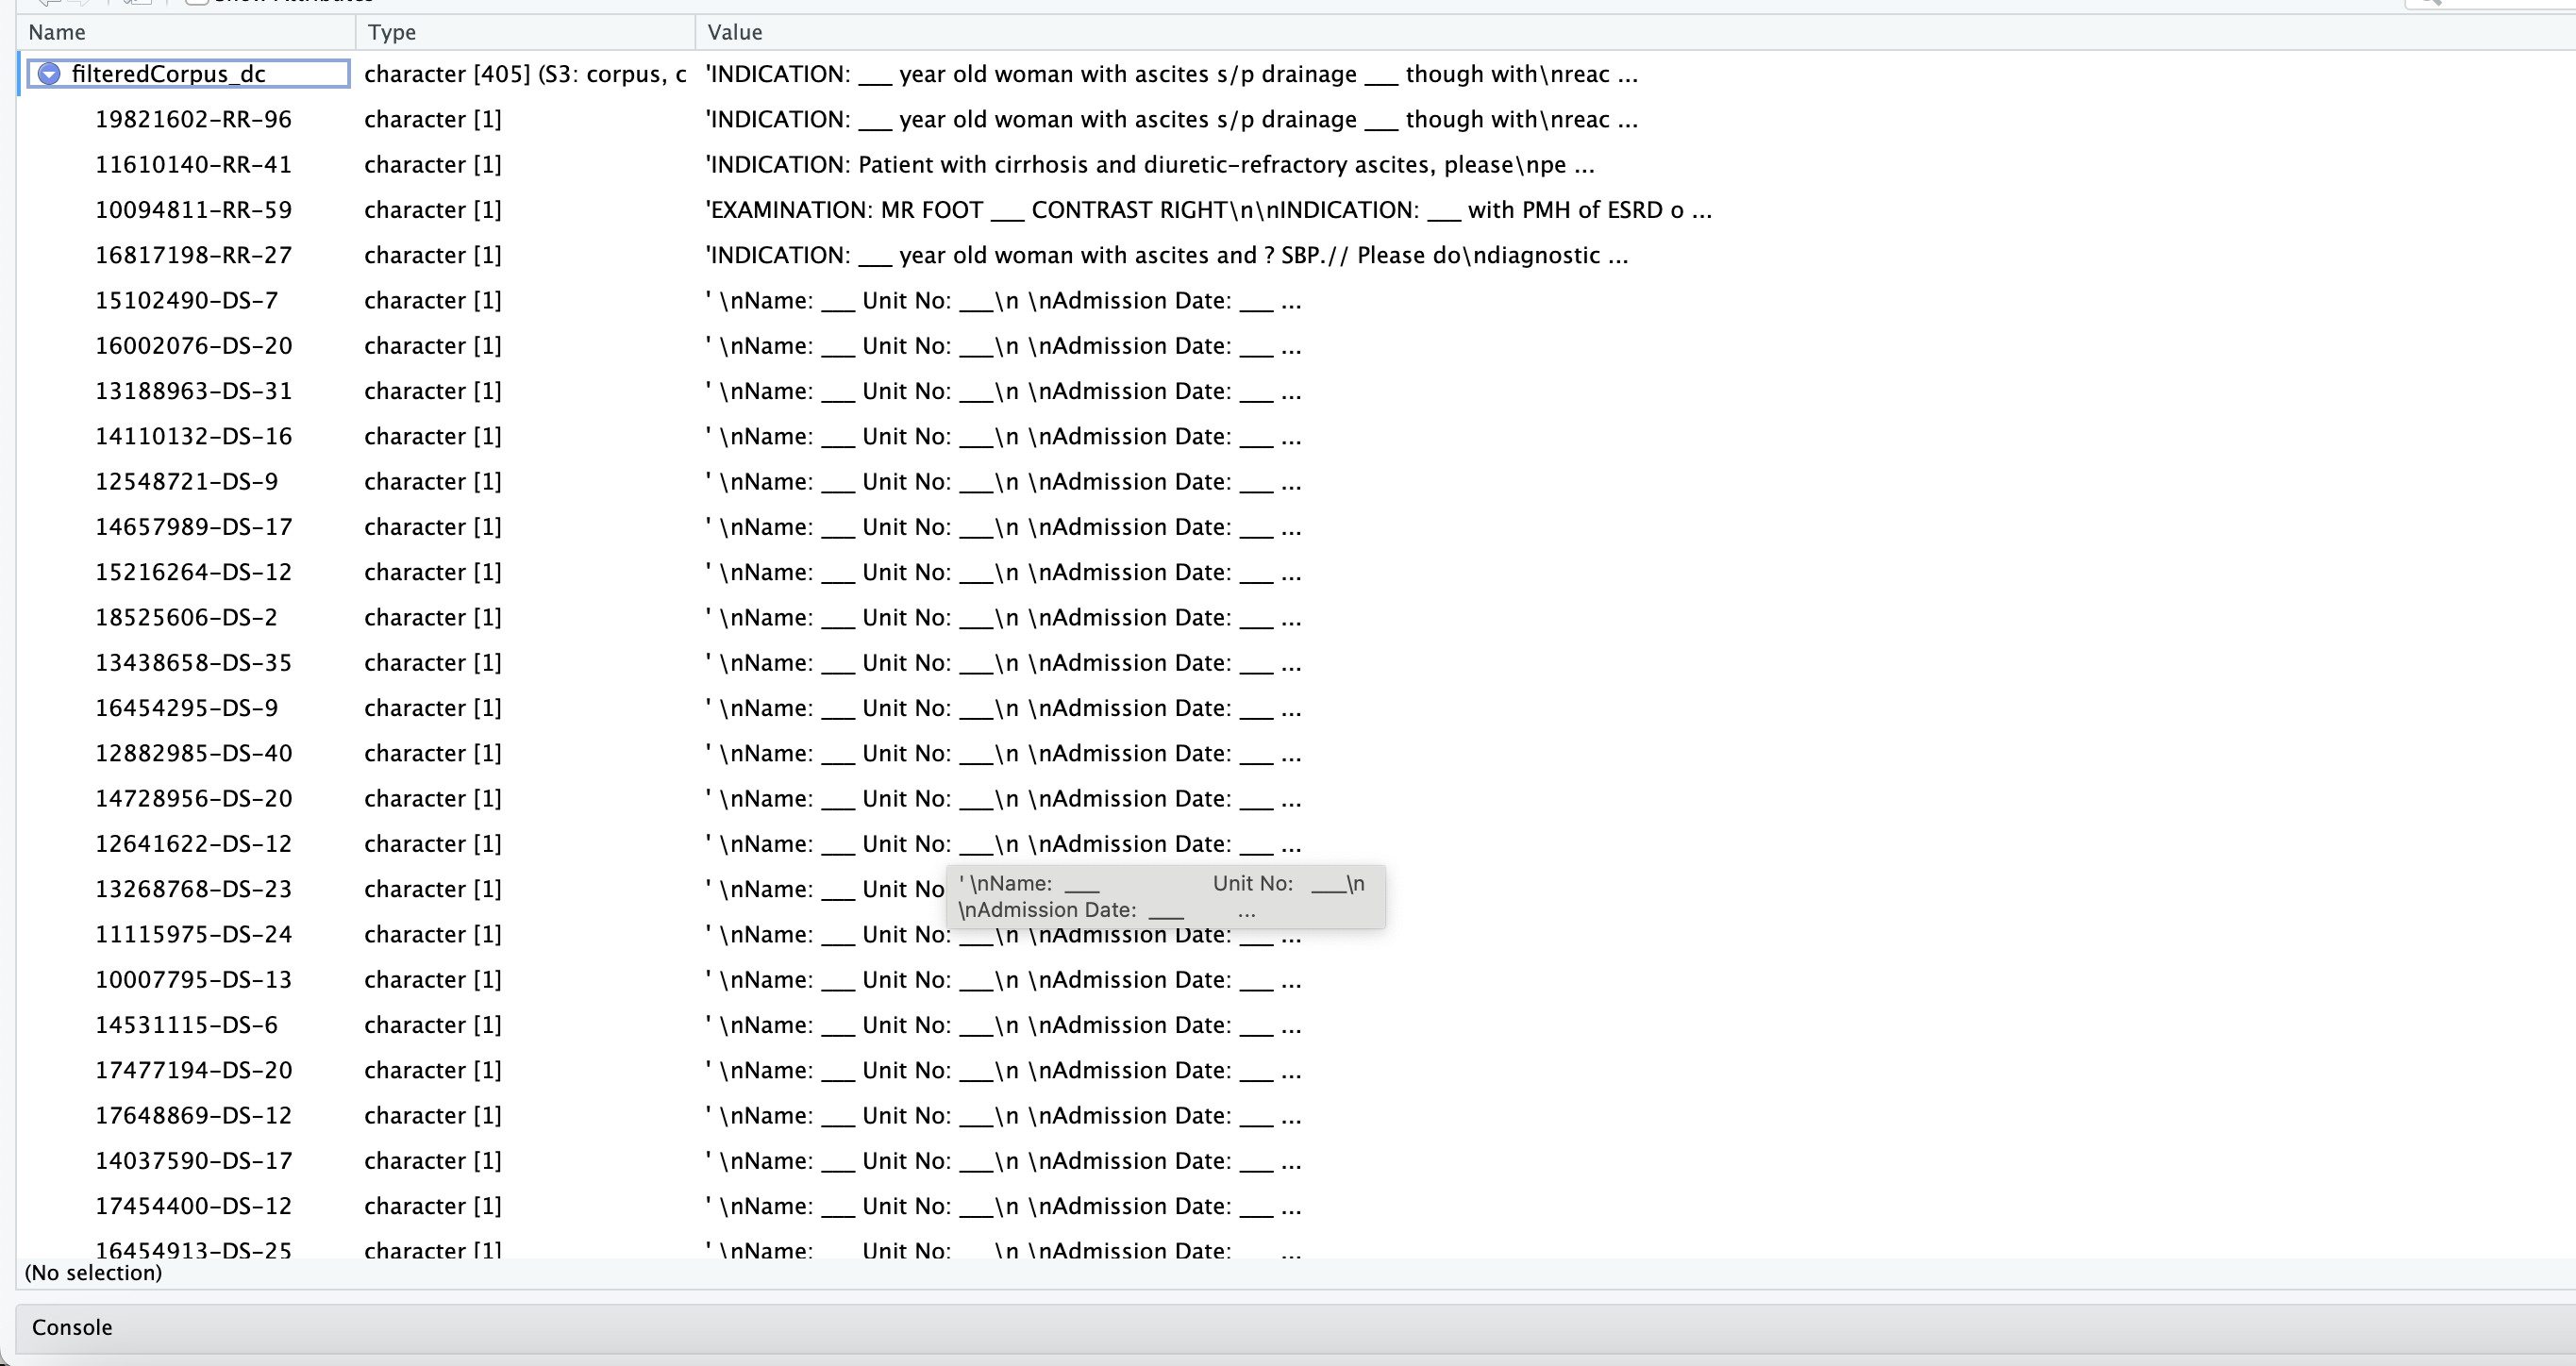 Name Type Value
filteredCorpus_dc character [405] (S3: corpus, c 'INDICATION: ___ year old woman with ascites s/p drainage ___ though with\nreac ...
19821602-RR-96 character [1] 'INDICATION: ___ year old woman with ascites s/p drainage ___ though with\nreac ...
11610140-RR-41 character [1] 'INDICATION: Patient with cirrhosis and diuretic-refractory ascites, please\npe ...
10094811-RR-59 character [1] 'EXAMINATION: MR FOOT ___ CONTRAST RIGHT\n\nINDICATION: ___ with PMH of ESRD o ...
16817198-RR-27 character [1] 'INDICATION: ___ year old woman with ascites and ? SBP.// Please do\ndiagnostic ...
15102490-DS-7 character [1] ' \nName: ___ Unit No: ___\n \nAdmission Date: ___ ...
16002076-DS-20 character [1] ' \nName: ___ Unit No: ___\n \nAdmission Date: ___ ...
13188963-DS-31 character [1] ' \nName: ___ Unit No: ___\n \nAdmission Date: ___ ...
14110132-DS-16 character [1] ' \nName: ___ Unit No: ___\n \nAdmission Date: ___ ...
12548721-DS-9 character [1] ' \nName: ___ Unit No: ___\n \nAdmission Date: ___ ...
14657989-DS-17 character [1] ' \nName: ___ Unit No: ___\n \nAdmission Date: ___ ...
15216264-DS-12 character [1] ' \nName: ___ Unit No: ___\n \nAdmission Date: ___ ...
18525606-DS-2 character [1] ' \nName: ___ Unit No: ___\n \nAdmission Date: ___ ...
13438658-DS-35 character [1] ' \nName: ___ Unit No: ___\n \nAdmission Date: ___ ...
16454295-DS-9 character [1] ' \nName: ___ Unit No: ___\n \nAdmission Date: ___ ...
12882985-DS-40 character [1] ' \nName: ___ Unit No: ___\n \nAdmission Date: ___ ...
14728956-DS-20 character [1] ' \nName: ___ Unit No: ___\n \nAdmission Date: ___ ...
12641622-DS-12 character [1] ' \nName: ___ Unit No: ___\n \nAdmission Date: ___ ...
13268768-DS-23 character [1] ' \nName: ___ Unit No
' \nName: ___ Unit No: ___\n
\nAdmission Date: ___ ...
11115975-DS-24 character [1] ' \nName: ___ Unit No: ___\n \nAdmission Date: ___ ...
10007795-DS-13 character [1] ' \nName: ___ Unit No: ___\n \nAdmission Date: ___ ...
14531115-DS-6 character [1] ' \nName: ___ Unit No: ___\n \nAdmission Date: ___ ...
17477194-DS-20 character [1] ' \nName: ___ Unit No: ___\n \nAdmission Date: ___ ...
17648869-DS-12 character [1] ' \nName: ___ Unit No: ___\n \nAdmission Date: ___ ...
14037590-DS-17 character [1] ' \nName: ___ Unit No: ___\n \nAdmission Date: ___ ...
17454400-DS-12 character [1] ' \nName: ___ Unit No: ___\n \nAdmission Date: ___ ...
16454913-DS-25 character [1] ' \nName: Unit No: \n \nAdmission Date: ...
(No selection)
Console